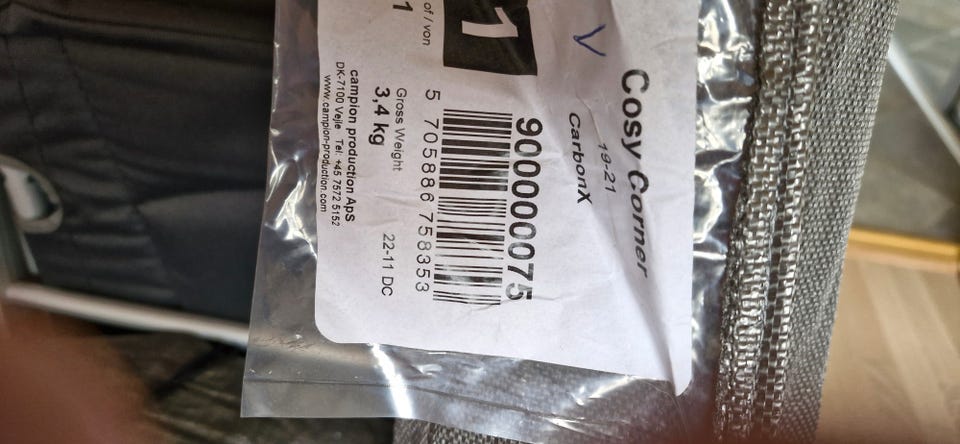 Cosy Corner
19-21
CarbonX
V
9000000075
5 705886 758353
1
of / von
1
Gross Weight
3,4 kg
22-11 DC
campion production ApS
DK-7100 Vejle Tel: +45 7572 5152
www.campion-production.com